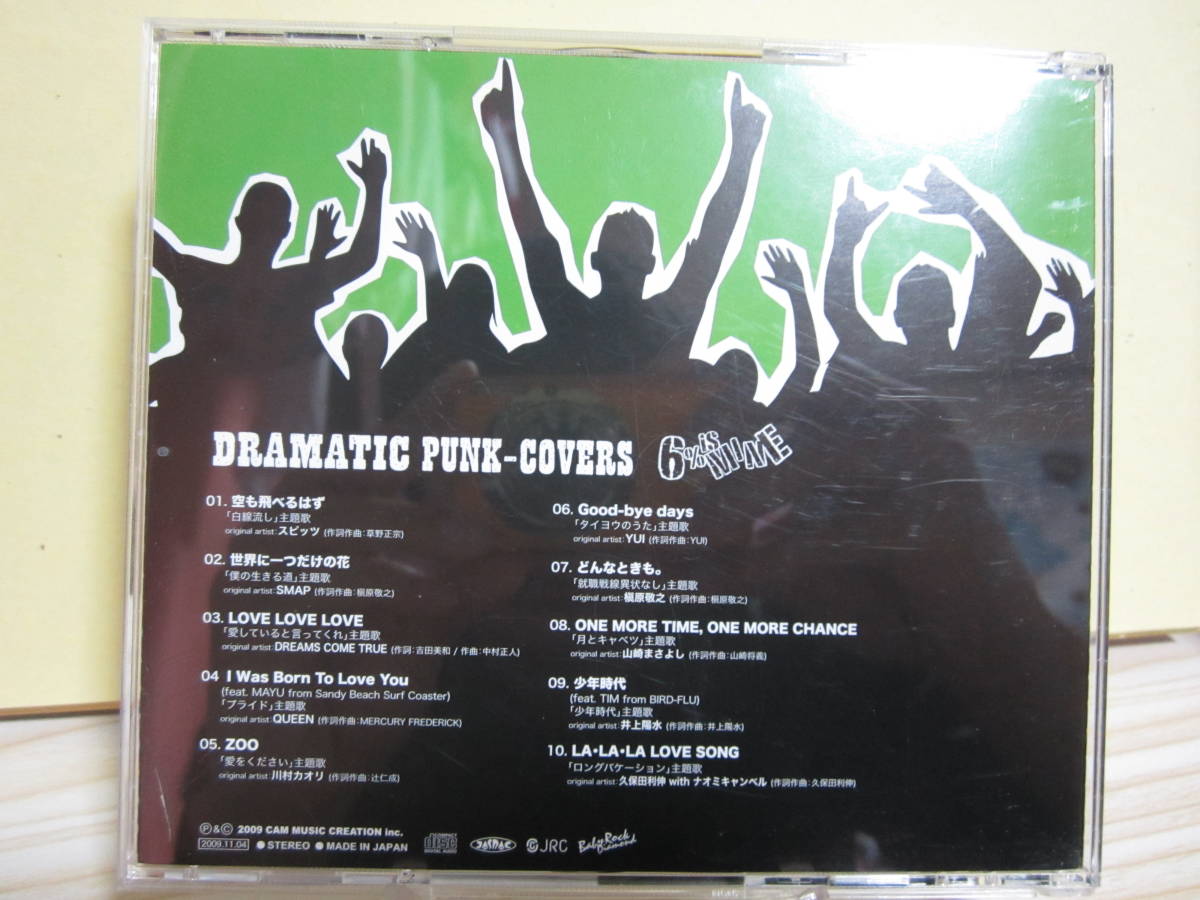 DRAMATIC PUNK-COVERS 6%is MiNE
01. 空も飛べるはず
「白線流し」主題歌
original artist:スピッツ (作詞作曲:草野正宗)
02. 世界に一つだけの花
「僕の生きる道」主題歌
original artist:SMAP (作詞作曲:槇原敬之)
03. LOVE LOVE LOVE
「愛していると言ってくれ」主題歌
original artist:DREAMS COME TRUE (作詞:吉田美和 / 作曲:中村正人)
04 I Was Born To Love You
(feat. MAYU from Sandy Beach Surf Coaster)
「プライド」主題歌
original artist:QUEEN (作詞作曲:MERCURY FREDERICK)
05. ZOO
「愛をください」主題歌
original artist:川村カオリ (作詞作曲:辻仁成)
06. Good-bye days
「タイヨウのうた」主題歌
original artist:YUI (作詞作曲:YUI)
07. どんなときも。
「就職戦線異状なし」主題歌
original artist:槇原敬之 (作詞作曲:槇原敬之)
08. ONE MORE TIME, ONE MORE CHANCE
「月とキャベツ」主題歌
original artist:山崎まさよし (作詞作曲:山崎将義)
09. 少年時代
(feat. TIM from BIRD-FLU)
「少年時代」主題歌
original artist:井上陽水 (作詞作曲:井上陽水)
10. LA・LA・LA LOVE SONG
「ロングバケーション」主題歌
original artist:久保田利伸 with ナオミキャンベル (作詞作曲:久保田利伸)
Ⓟ&© 2009 CAM MUSIC CREATION inc.
2009.11.04 ●STEREO ●MADE IN JAPAN COMPACT disc DIGITAL AUDIO JASRAC JRC Baby Rock Diamond